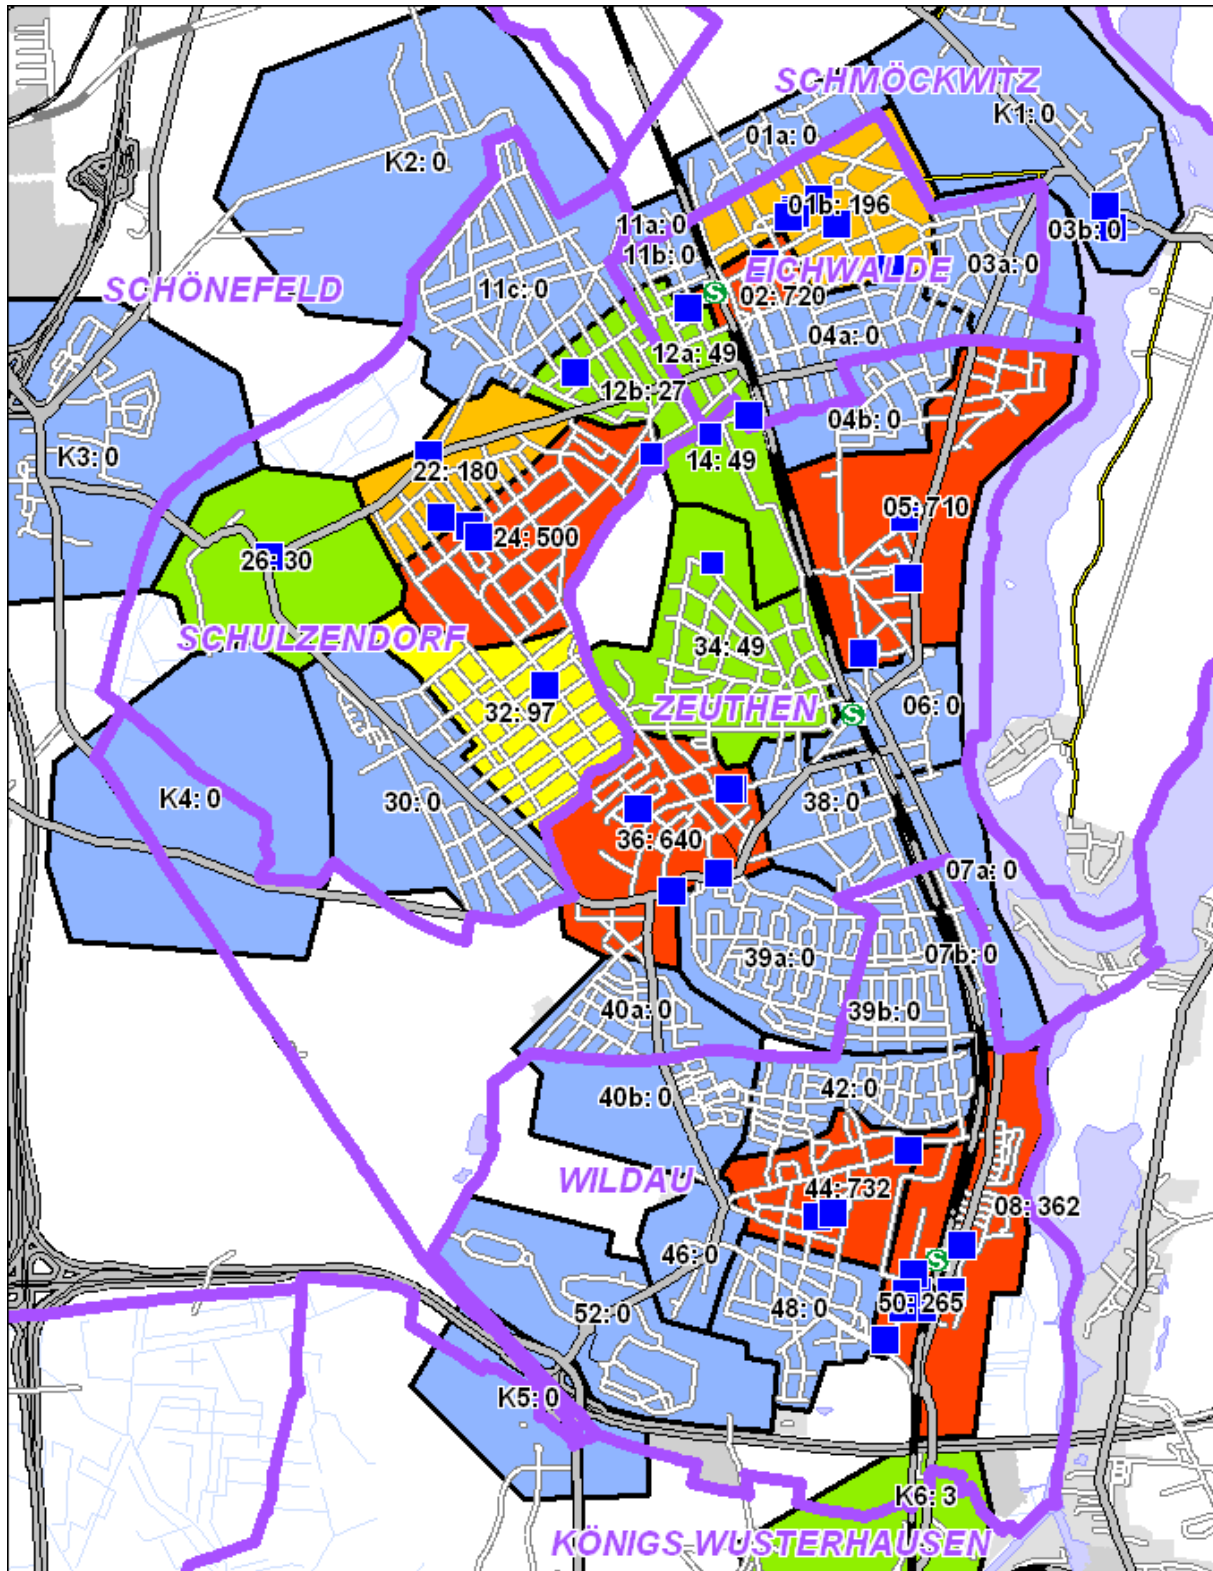 SCHMÖCKWITZ
K1: 0
01a: 0
K2: 0
01b: 196
11a: 0
03b: 0
11b: 0
03a: 0
EICHWALDE
SCHÖNEFELD
11c: 0
02: 720
04a: 0
12a: 49
12b: 27
04b: 0
K3: 0
22: 180
14: 49
05: 710
24: 500
26: 30
SCHULZENDORF
34: 49
ZEUTHEN
32: 97
06: 0
K4: 0
30: 0
38: 0
36: 640
07a: 0
39a: 0
07b: 0
40a: 0
39b: 0
40b: 0
42: 0
WILDAU
44: 732
08: 362
46: 0
S
S
S
52: 0
48: 0
50: 265
K5: 0
K6: 3
KÖNIGS WUSTERHAUSEN